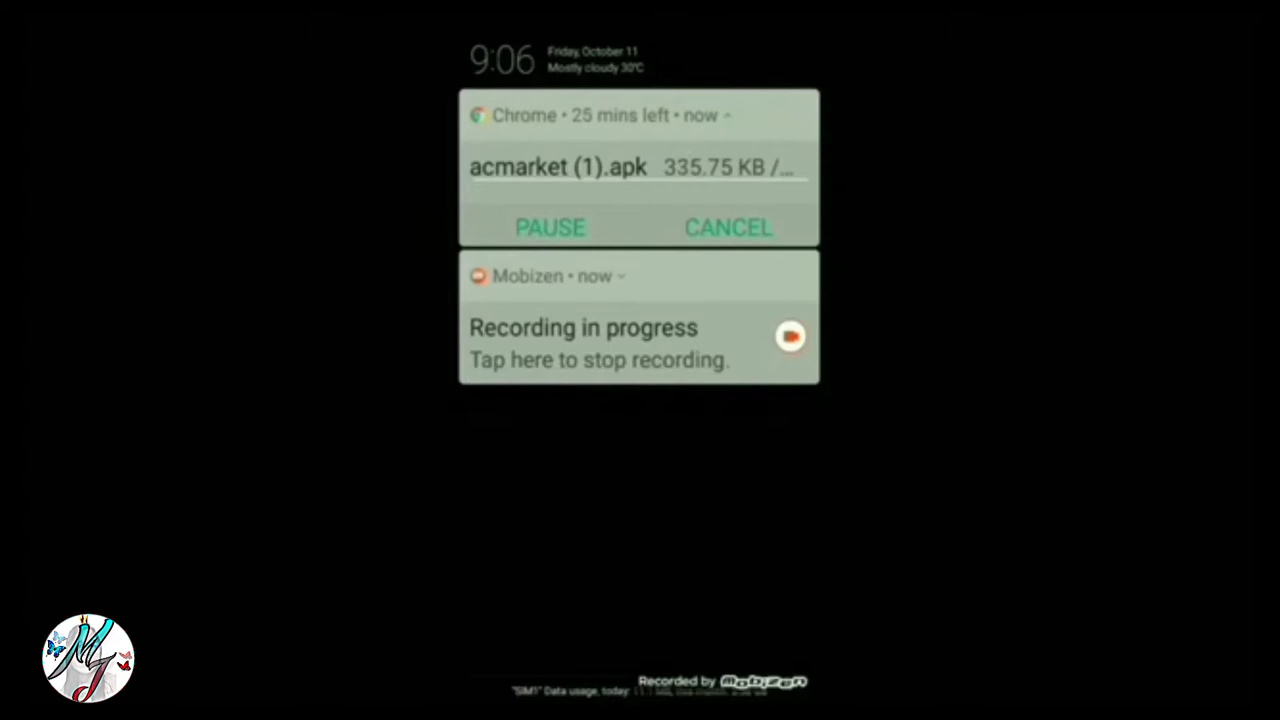 9:06
Friday, October 11
Mostly cloudy 30°C
Chrome • 25 mins left • now
acmarket (1).apk 335.75 KB /...
PAUSE
CANCEL
Mobizen • now
Recording in progress
Tap here to stop recording.
MJ
Recorded by Mobizen
"SIM1" Data usage, today: